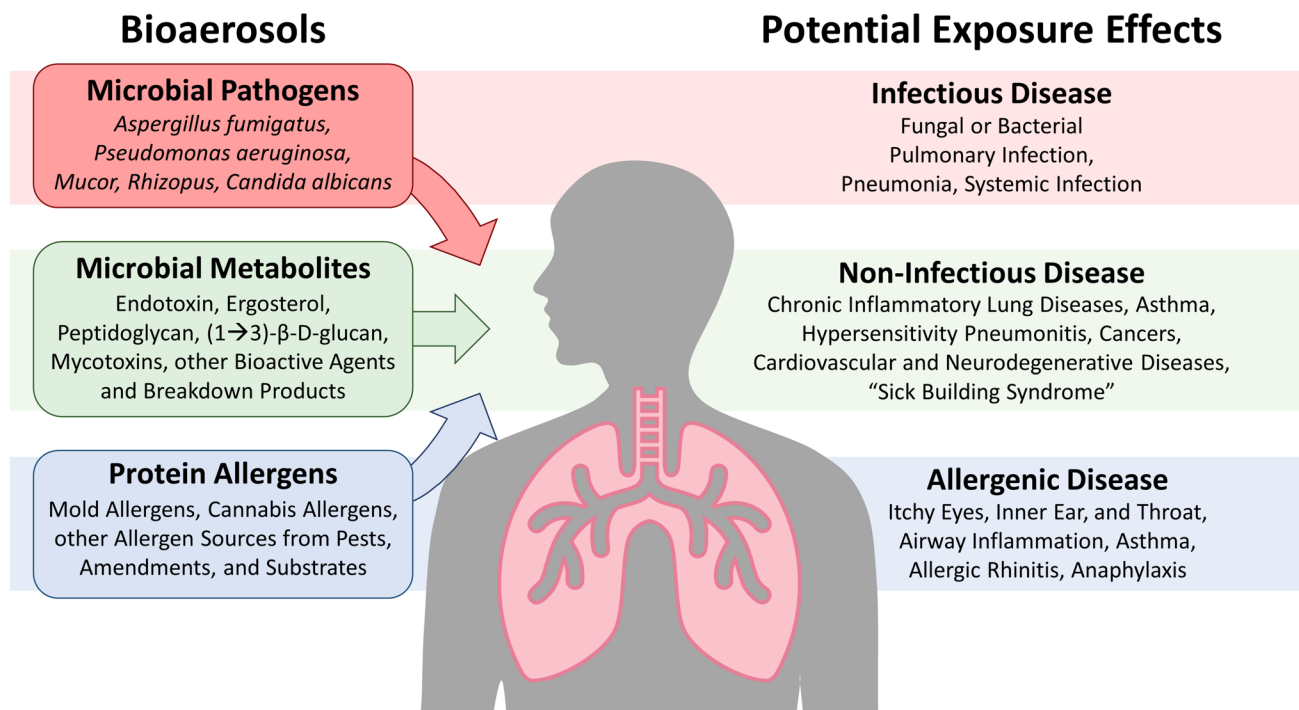 Bioaerosols
Potential Exposure Effects
Microbial Pathogens
Aspergillus fumigatus,
Pseudomonas aeruginosa,
Mucor, Rhizopus, Candida albicans
Infectious Disease
Fungal or Bacterial
Pulmonary Infection,
Pneumonia, Systemic Infection
Microbial Metabolites
Endotoxin, Ergosterol,
Peptidoglycan, (1→3)-β-D-glucan,
Mycotoxins, other Bioactive Agents
and Breakdown Products
Non-Infectious Disease
Chronic Inflammatory Lung Diseases, Asthma,
Hypersensitivity Pneumonitis, Cancers,
Cardiovascular and Neurodegenerative Diseases,
“Sick Building Syndrome”
Protein Allergens
Mold Allergens, Cannabis Allergens,
other Allergen Sources from Pests,
Amendments, and Substrates
Allergenic Disease
Itchy Eyes, Inner Ear, and Throat,
Airway Inflammation, Asthma,
Allergic Rhinitis, Anaphylaxis